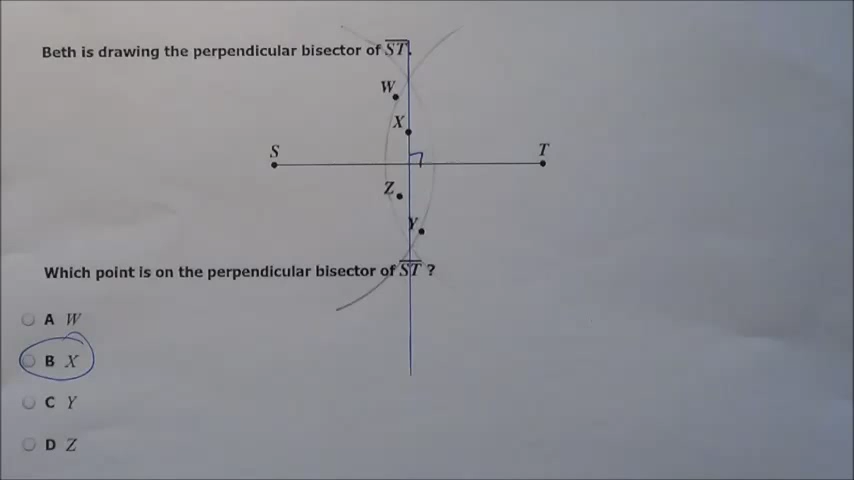 Beth is drawing the perpendicular bisector of ST.
W
X
S
T
Z
Y
Which point is on the perpendicular bisector of ST ?
A W
B X
C Y
D Z